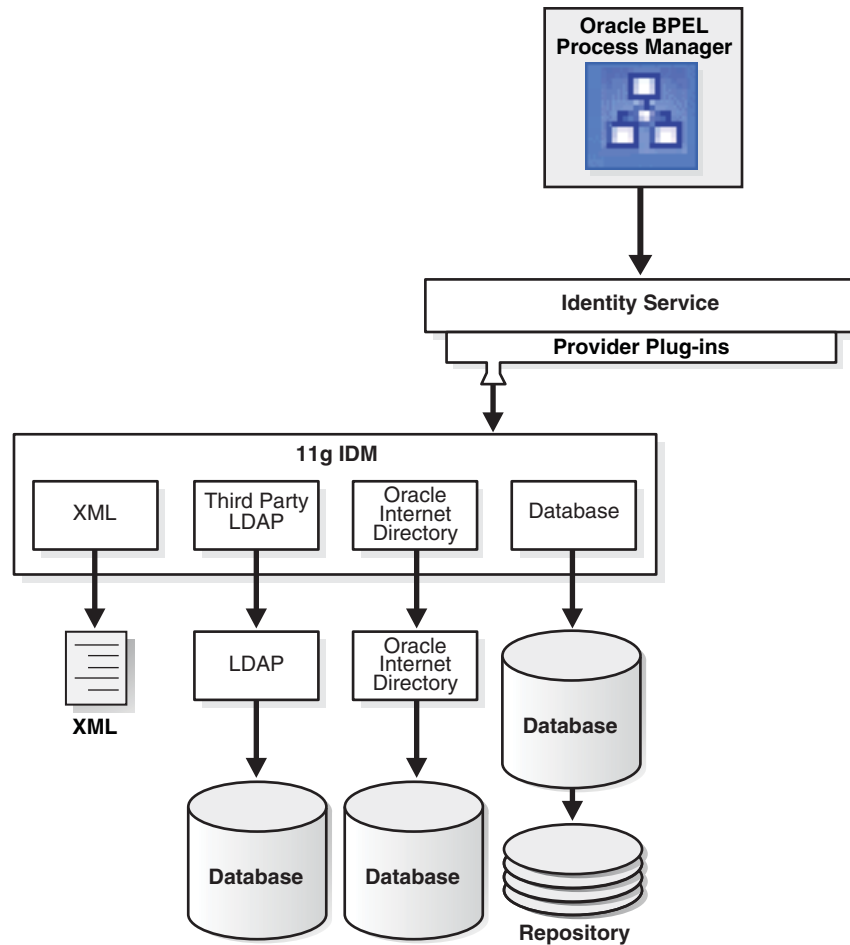 Oracle BPEL
Process Manager
Identity Service
Provider Plug-ins
11g IDM
XML
Third Party
LDAP
Oracle
Internet
Directory
Database
XML
LDAP
Oracle
Internet
Directory
Database
Database
Database
Repository